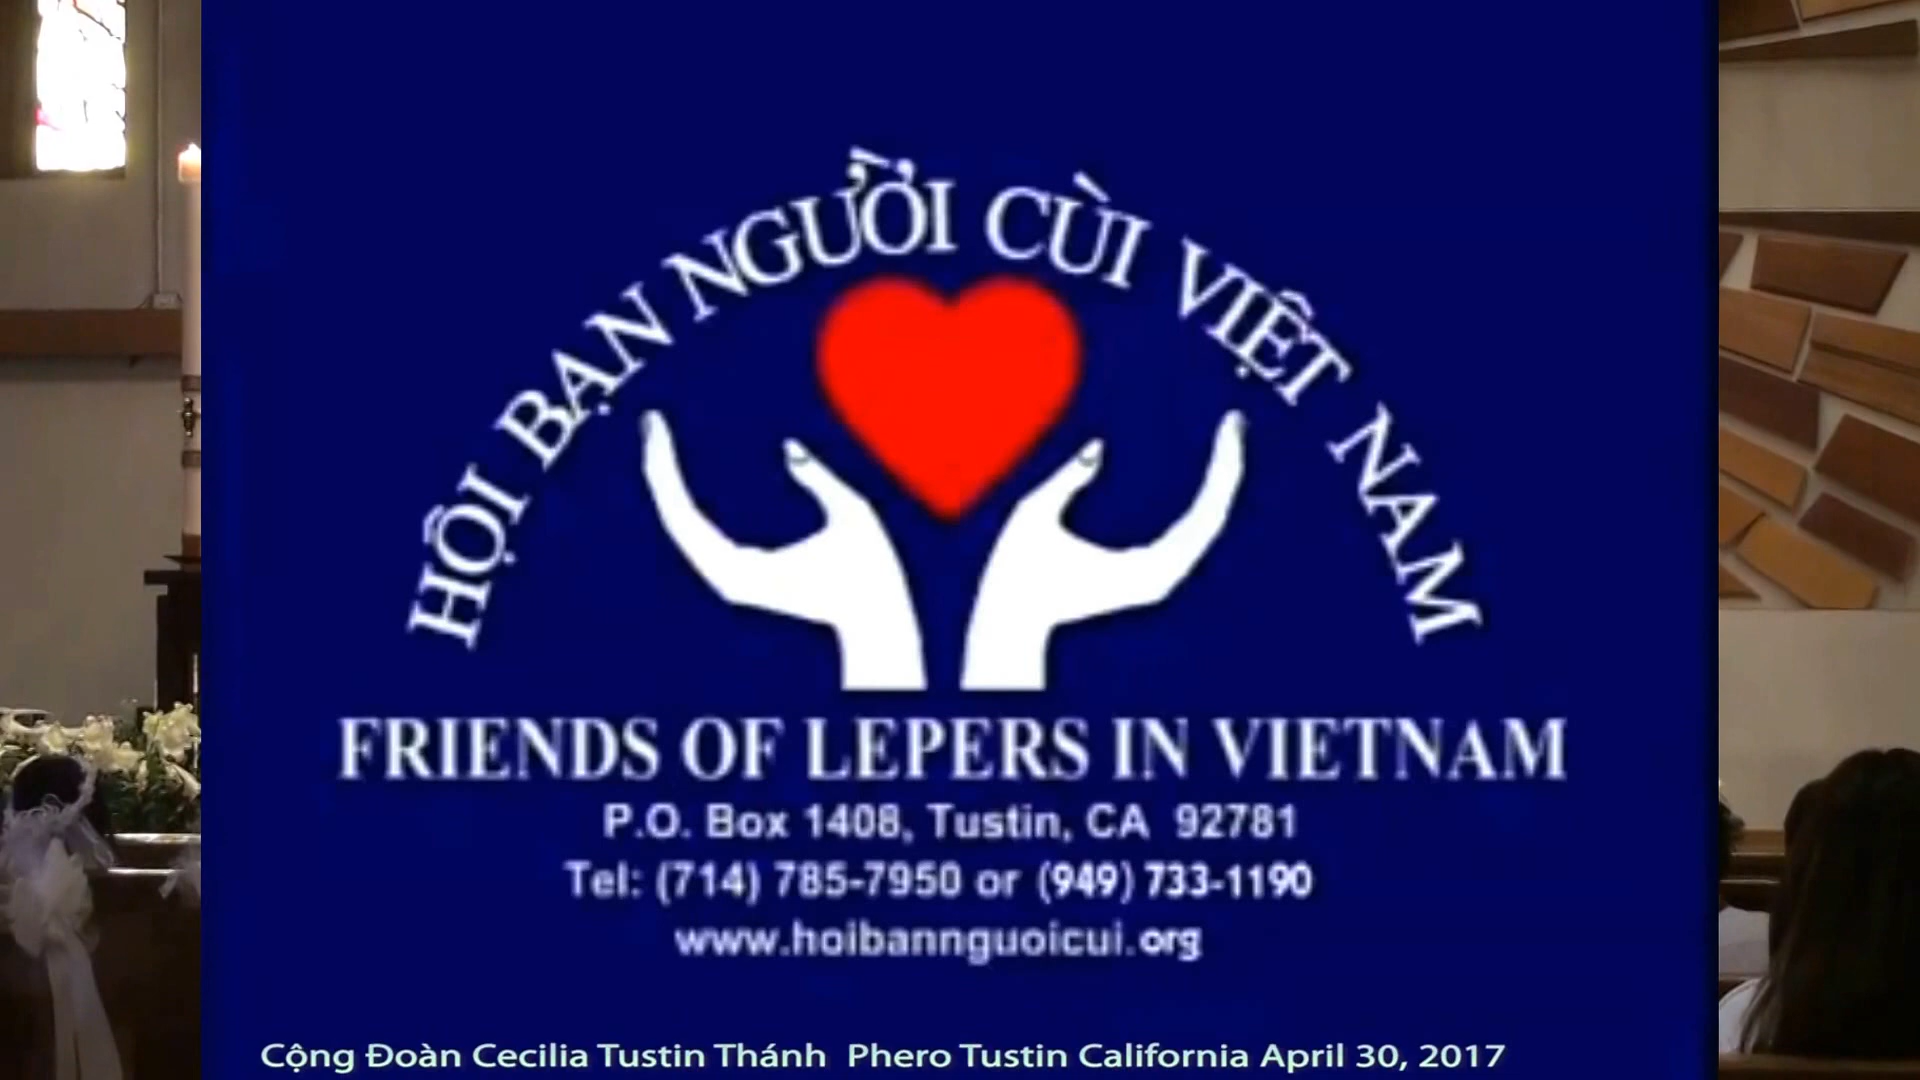 HỘI BẠN NGƯỜI CÙI VIỆT NAM
FRIENDS OF LEPERS IN VIETNAM
P.O. Box 1408, Tustin, CA 92781
Tel: (714) 785-7950 or (949) 733-1190
www.hoibannguoicui.org
Cộng Đoàn Cecilia Tustin Thánh Phero Tustin California April 30, 2017